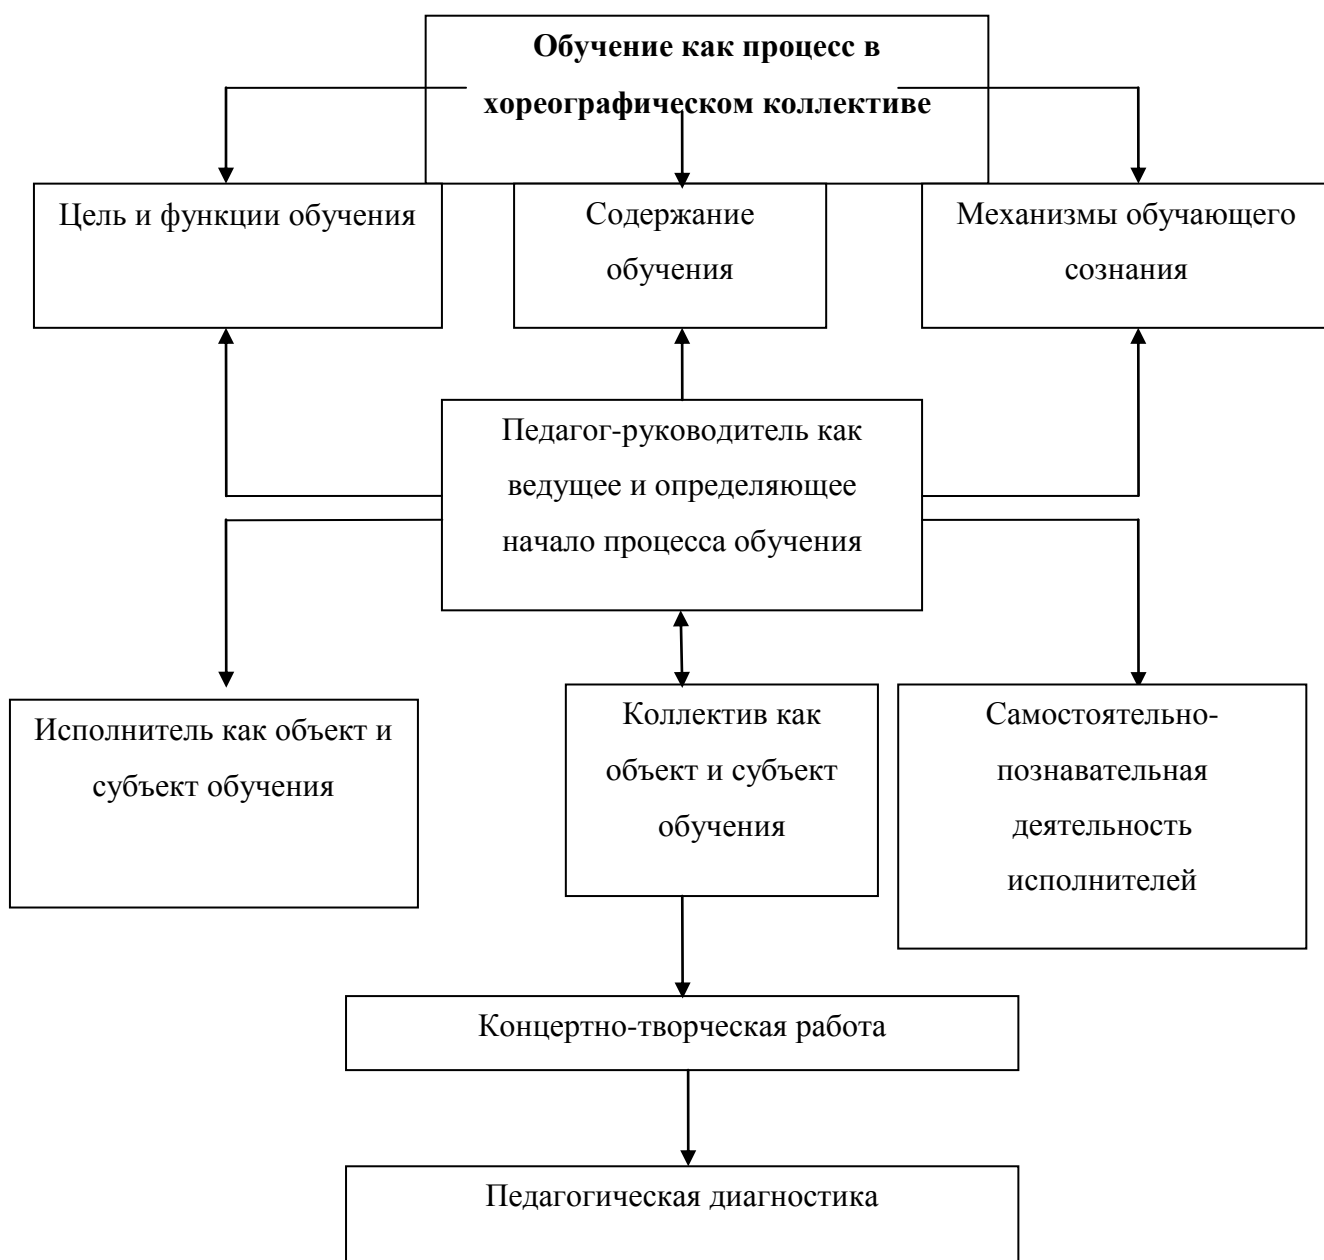 Обучение как процесс в
хореографическом коллективе
Цель и функции обучения
Содержание
обучения
Механизмы обучающего
сознания
Педагог-руководитель как
ведущее и определяющее
начало процесса обучения
Исполнитель как объект и
субъект обучения
Коллектив как
объект и субъект
обучения
Самостоятельно-
познавательная
деятельность
исполнителей
Концертно-творческая работа
Педагогическая диагностика